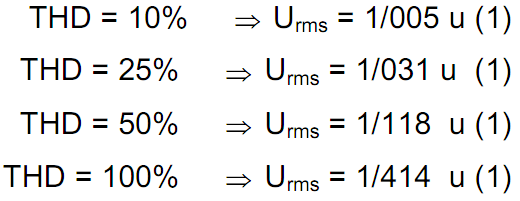 THD = 10% ⇒ Urms = 1/005 u (1)
THD = 25% ⇒ Urms = 1/031 u (1)
THD = 50% ⇒ Urms = 1/118 u (1)
THD = 100% ⇒ Urms = 1/414 u (1)